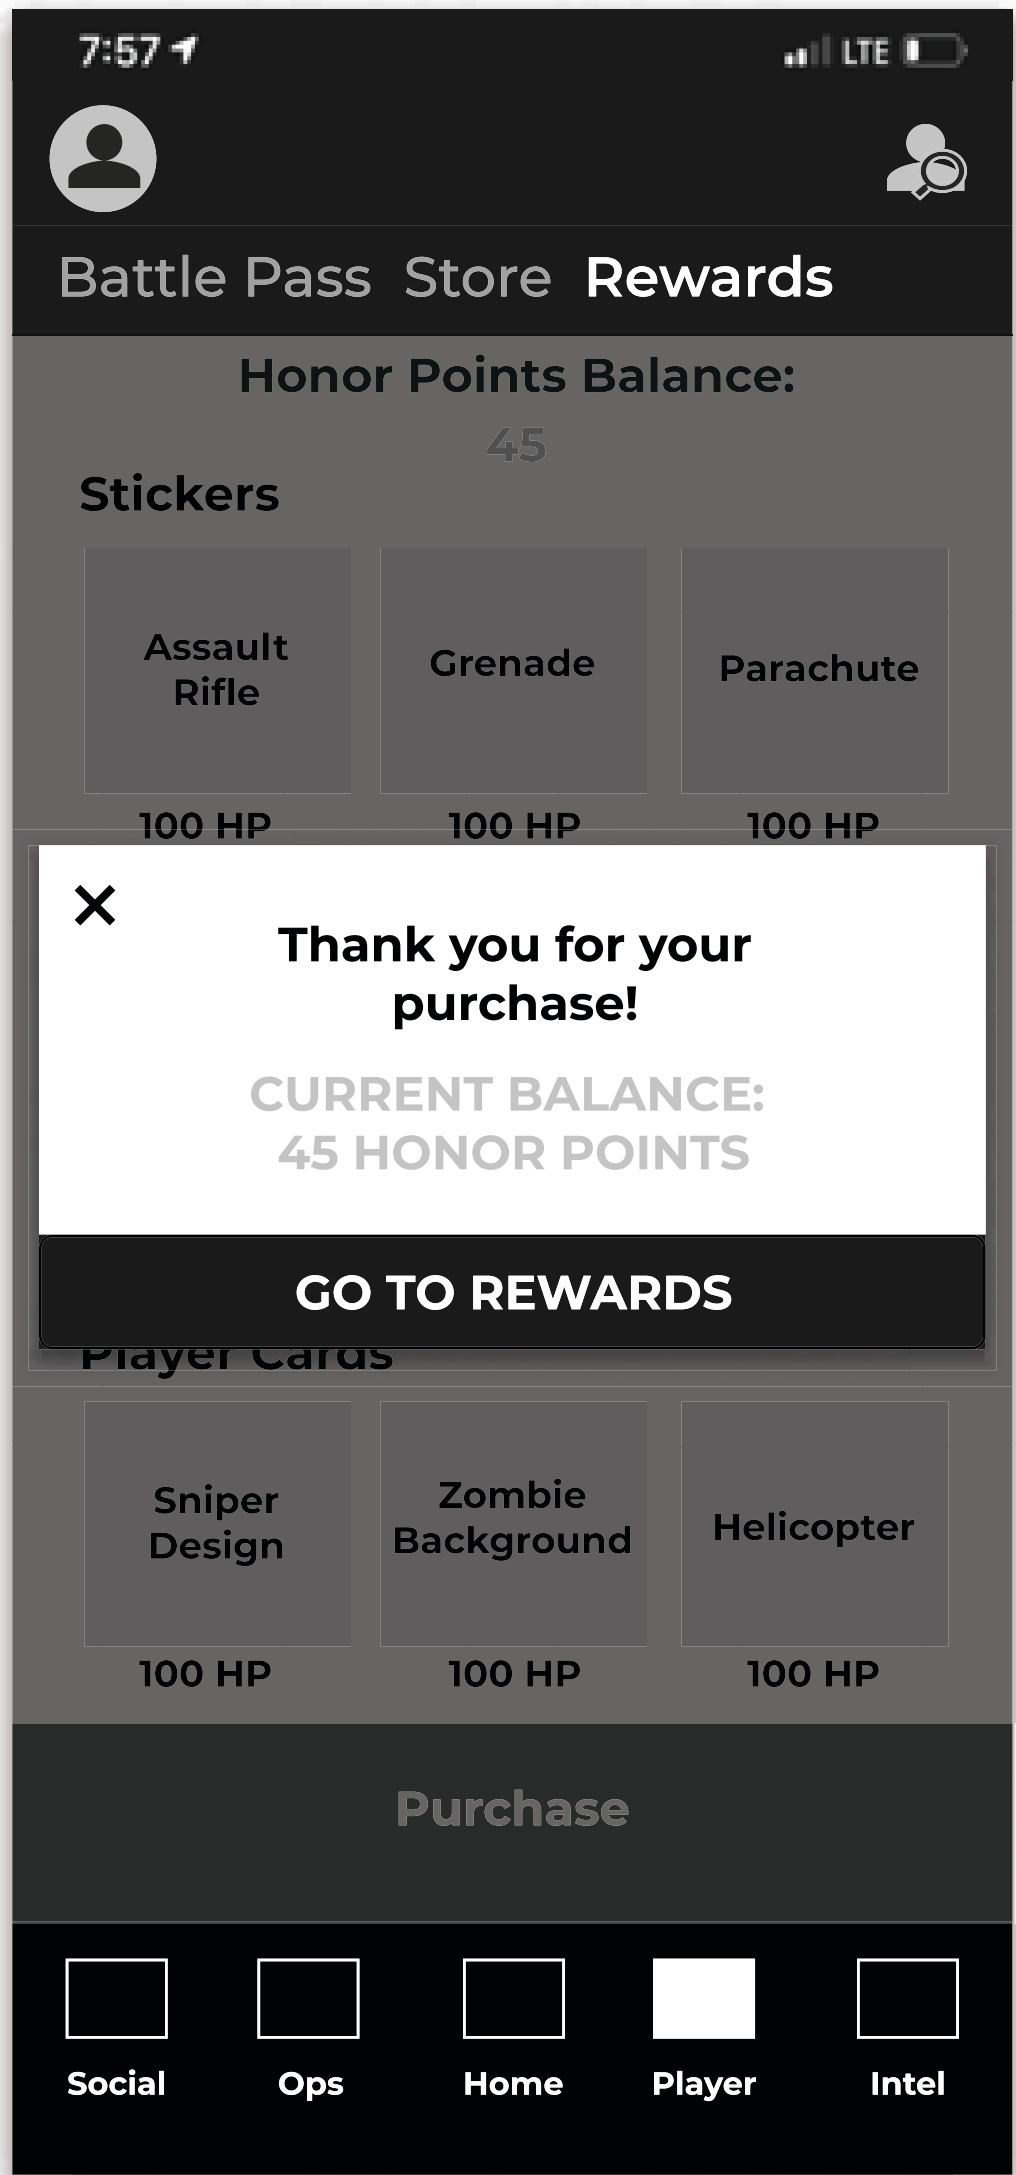 7:57 LTE
Battle Pass Store Rewards
Honor Points Balance:
45
Stickers
Assault
Rifle
Grenade
Parachute
100 HP 100 HP 100 HP
Thank you for your
purchase!
CURRENT BALANCE:
45 HONOR POINTS
GO TO REWARDS
Player Cards
Sniper
Design
Zombie
Background
Helicopter
100 HP 100 HP 100 HP
Purchase
Social Ops Home Player Intel